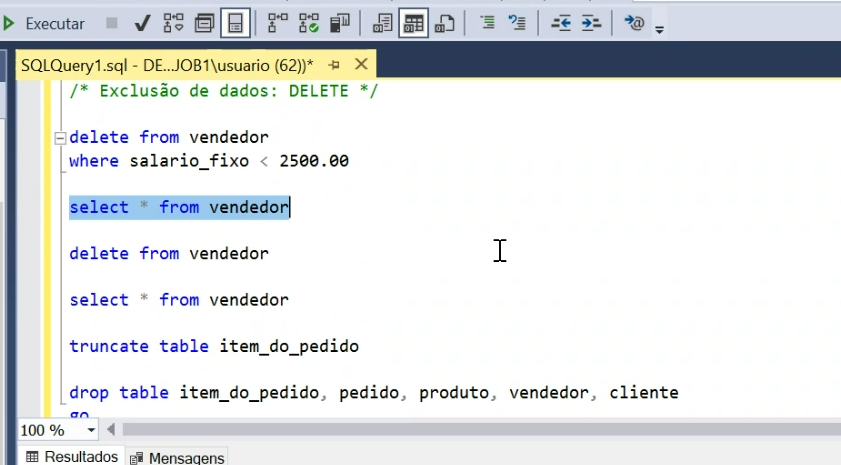 Executar
SQLQuery1.sql - DE...JOB1\usuario (62))*
/* Exclusão de dados: DELETE */
delete from vendedor
where salario_fixo < 2500.00
select * from vendedor
delete from vendedor
select * from vendedor
truncate table item_do_pedido
drop table item_do_pedido, pedido, produto, vendedor, cliente
go
100 %
Resultados Mensagens